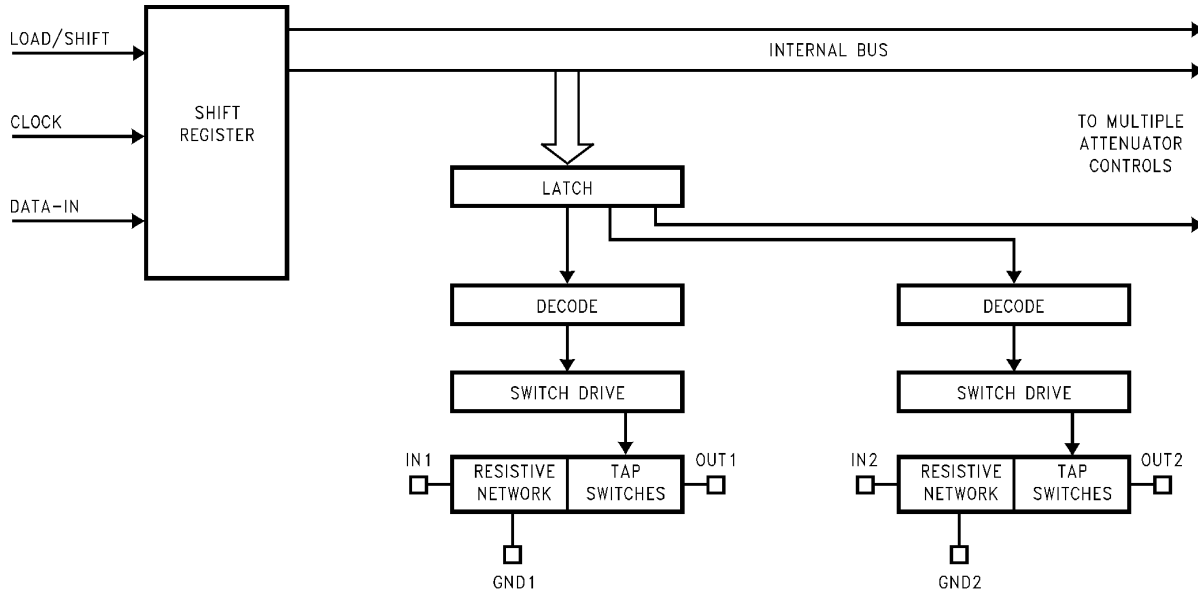 LOAD/SHIFT
CLOCK
DATA-IN
SHIFT
REGISTER
INTERNAL BUS
TO MULTIPLE
ATTENUATOR
CONTROLS
LATCH
DECODE
DECODE
SWITCH DRIVE
SWITCH DRIVE
IN1
RESISTIVE
NETWORK
TAP
SWITCHES
OUT1
GND1
IN2
RESISTIVE
NETWORK
TAP
SWITCHES
OUT2
GND2